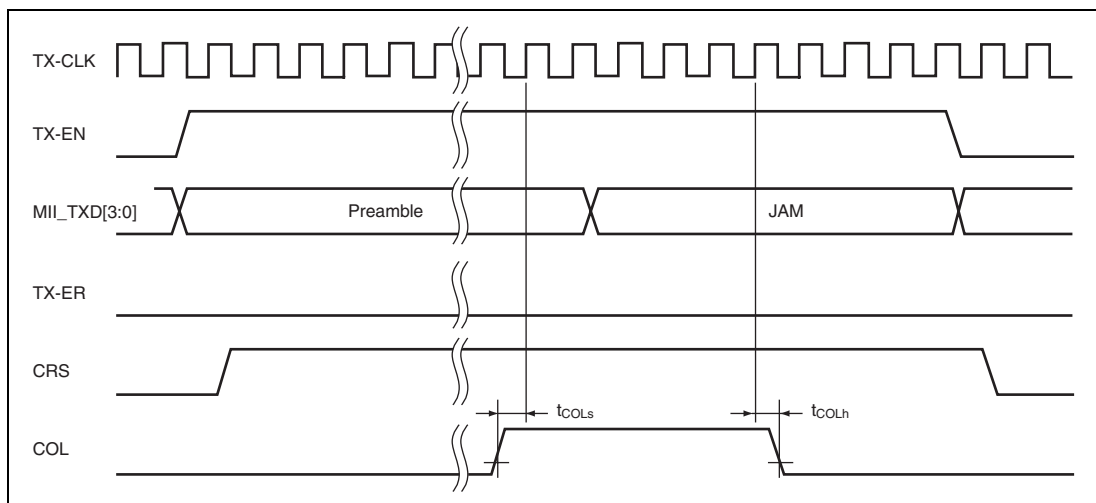 TX-CLK
TX-EN
MII_TXD[3:0]
Preamble
JAM
TX-ER
CRS
tCOLs
tCOLh
COL